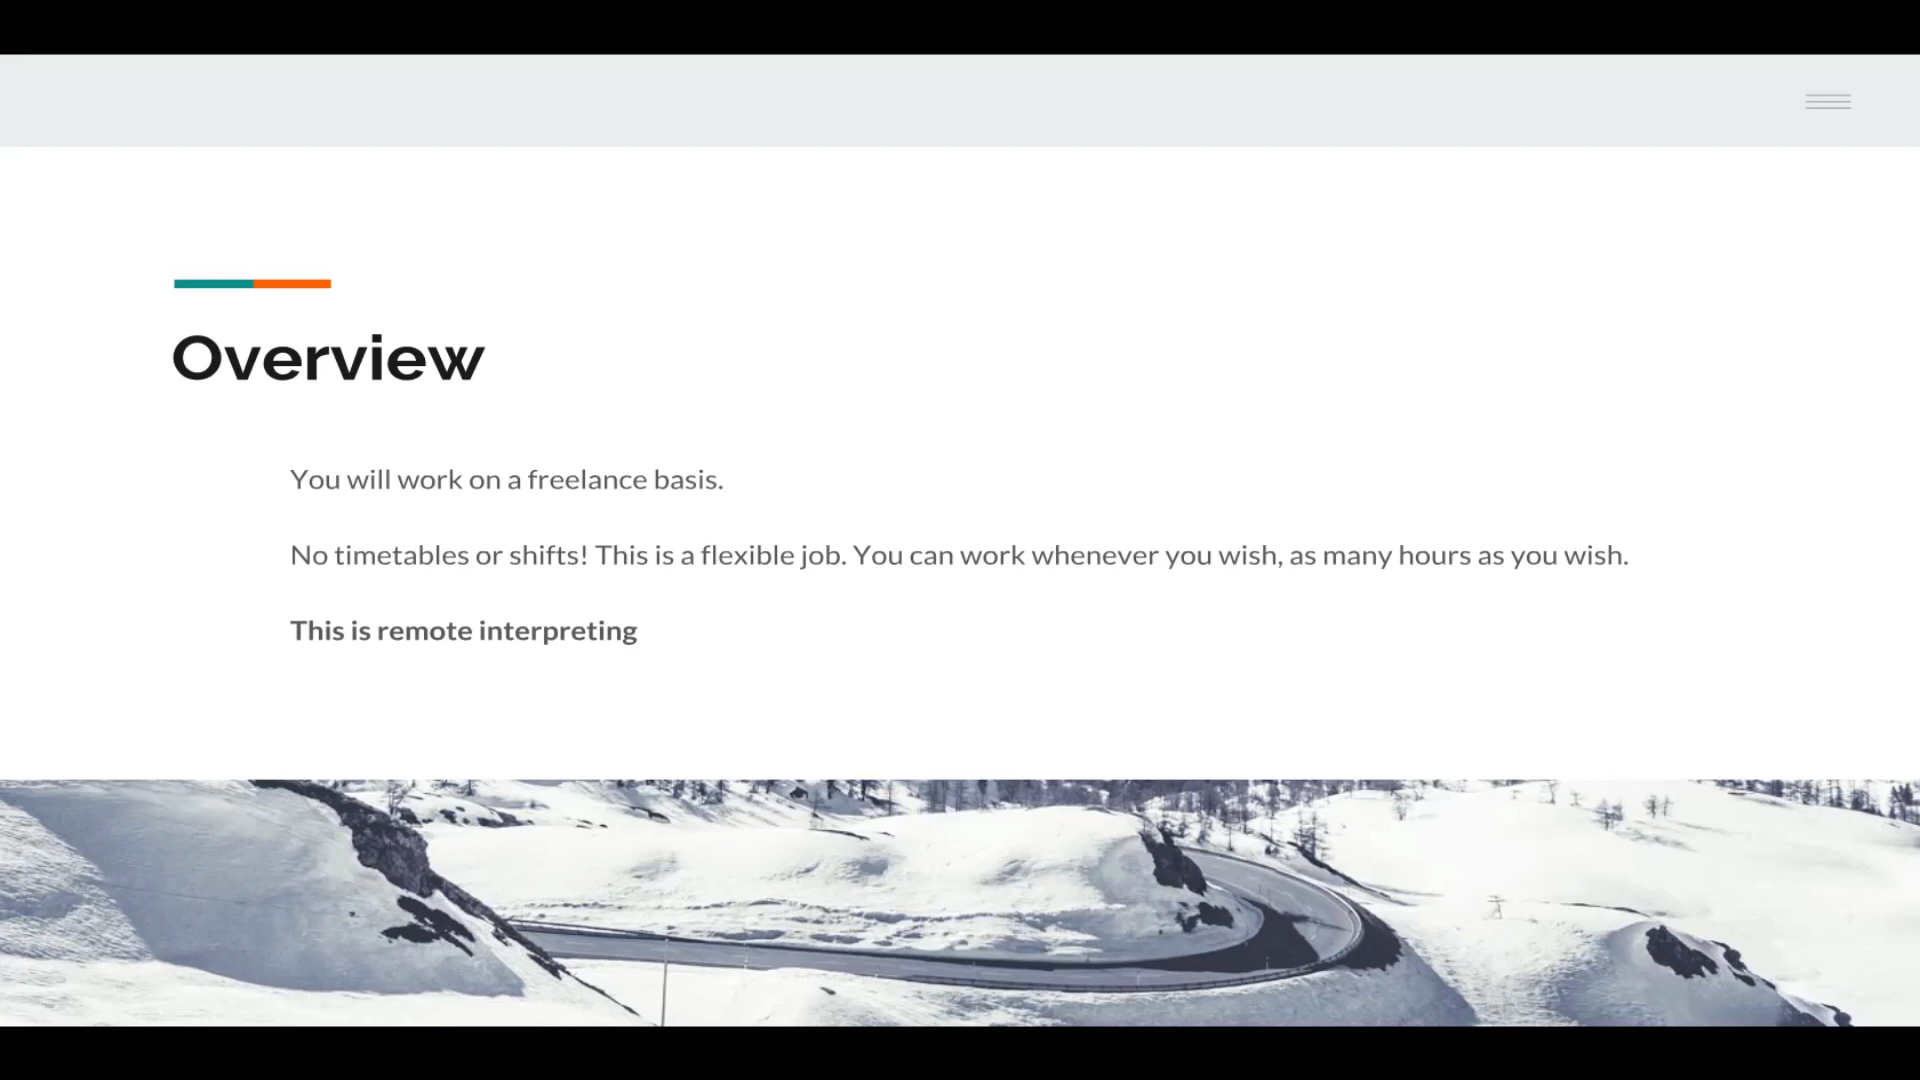 Overview
You will work on a freelance basis.
No timetables or shifts! This is a flexible job. You can work whenever you wish, as many hours as you wish.
This is remote interpreting